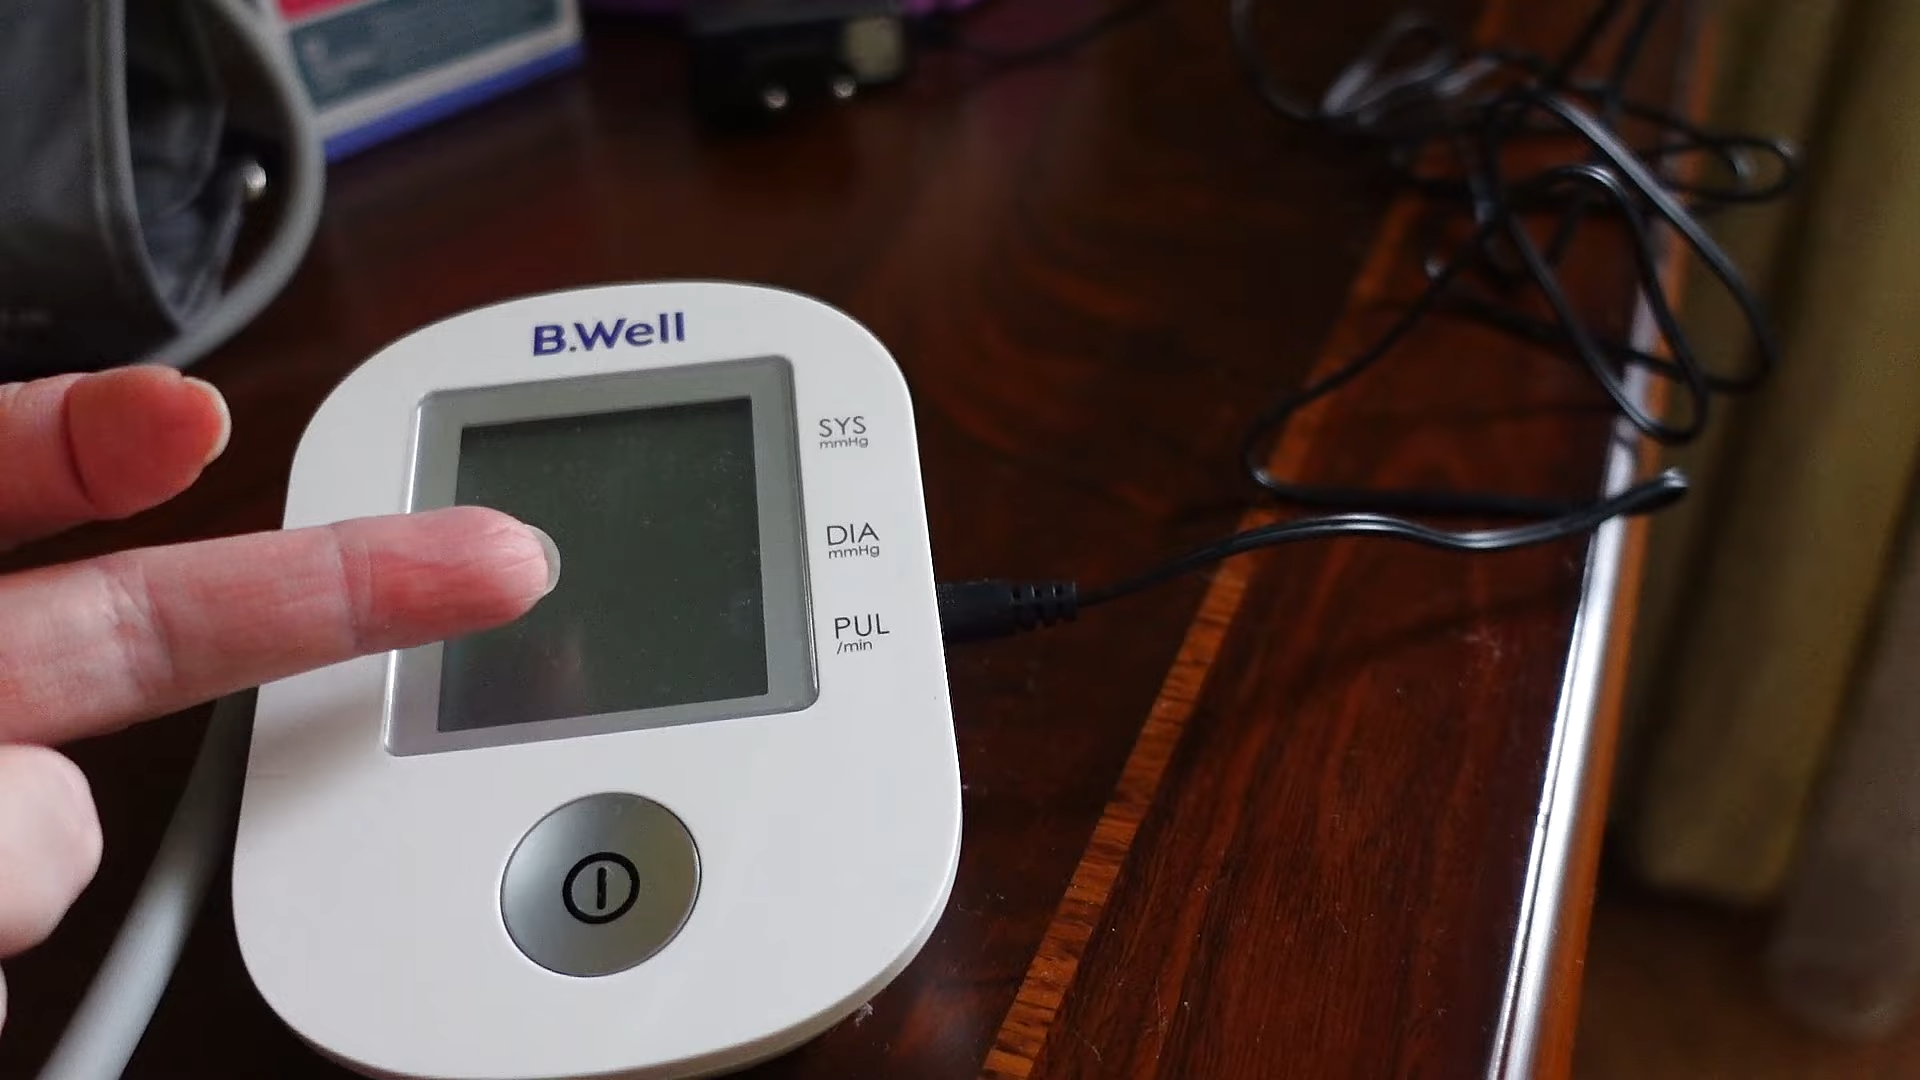 B.Well
SYS
mmHg
DIA
mmHg
PUL
/min